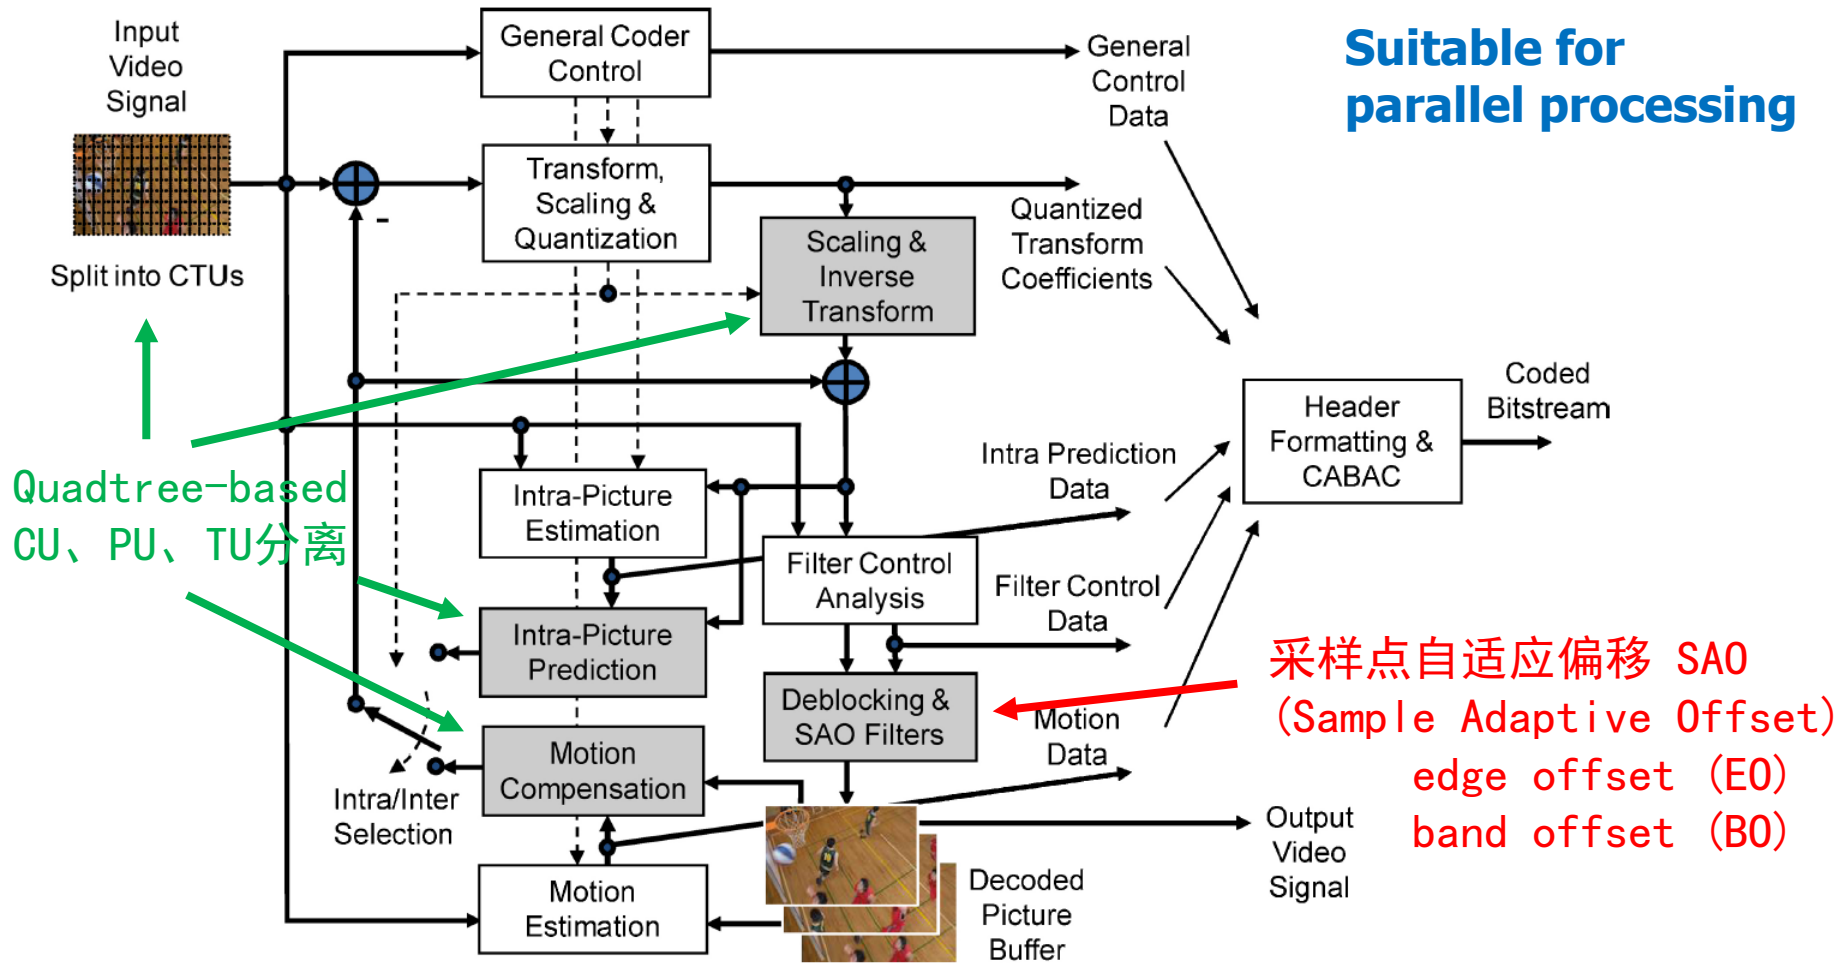 Input
Video
Signal
Split into CTUs
General Coder
Control
Transform,
Scaling &
Quantization
General
Control
Data
Suitable for
parallel processing
-
Quantized
Transform
Coefficients
Scaling &
Inverse
Transform
Quadtree-based
CU、PU、TU分离
Intra-Picture
Estimation
Intra Prediction
Data
Header
Formatting &
CABAC
Coded
Bitstream
Filter Control
Analysis
Filter Control
Data
Intra-Picture
Prediction
Deblocking &
SAO Filters
采样点自适应偏移 SAO
(Sample Adaptive Offset)
edge offset (EO)
band offset (BO)
Motion
Data
Motion
Compensation
Intra/Inter
Selection
Motion
Estimation
Decoded
Picture
Buffer
Output
Video
Signal